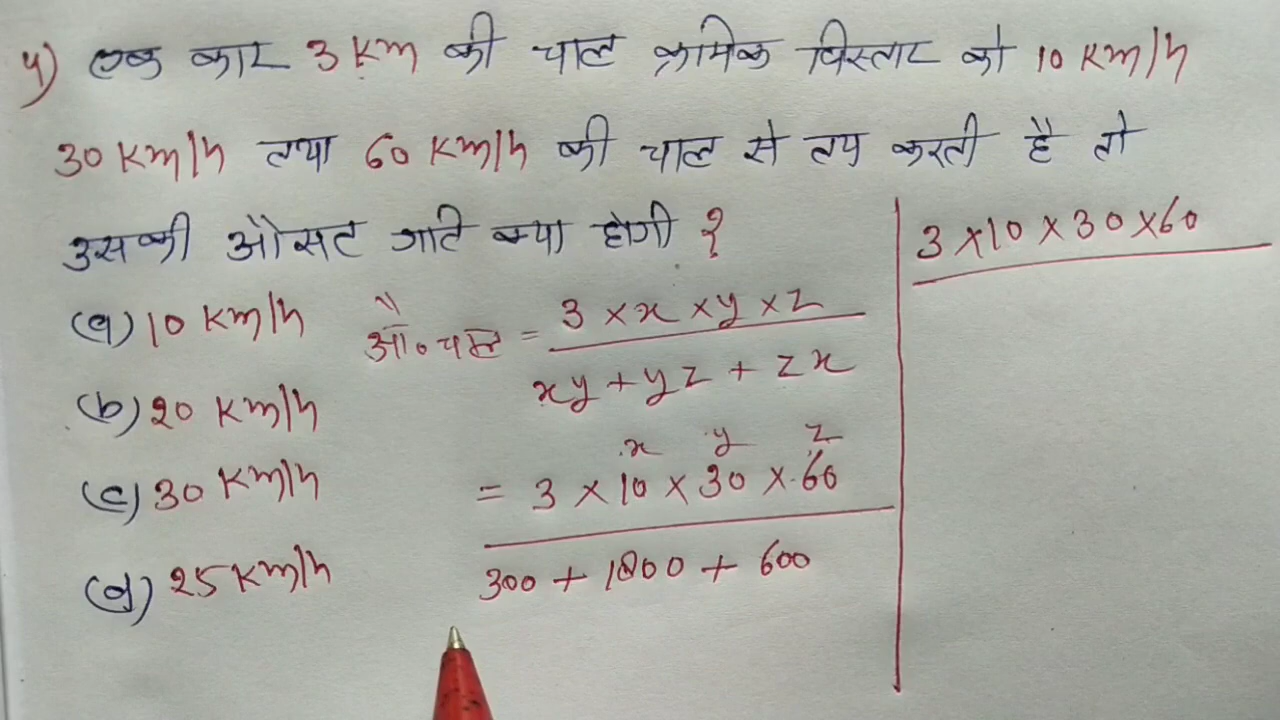 4) एक कार 3 Km की चाल क्रमिक विस्तार को 10 Km/h
30 Km/h तथा 60 Km/h की चाल से तय करती है तो
उसकी औसत गति क्या होगी ?
(a) 10 Km/h
(b) 20 Km/h
(c) 30 Km/h
(d) 25 Km/h
औ॰ चाल = 3 × x × y × z
xy + yz + zx
x y z
= 3 × 10 × 30 × 60
300 + 1800 + 600
3 × 10 × 30 × 60